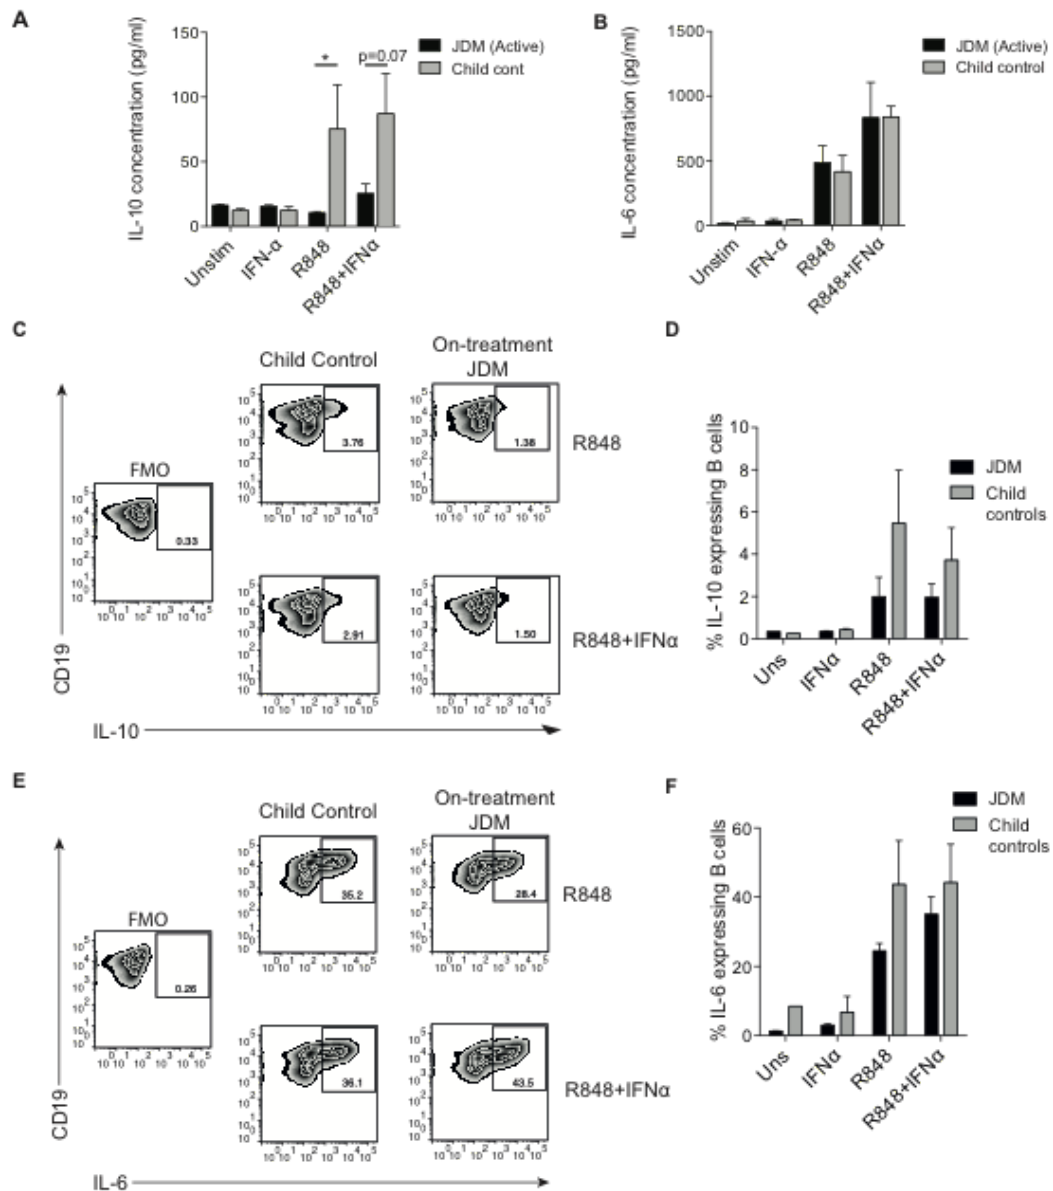 A
IL-10 concentration (pg/ml)
150
100
50
0
Unstim
IFN-α
R848
R848+IFNα
*
p=0.07
JDM (Active)
Child cont
B
IL-6 concentration (pg/ml)
1500
1000
500
0
Unstim
IFN-α
R848
R848+IFNα
JDM (Active)
Child control
C
Child Control
On-treatment
JDM
FMO
0.33
3.76
1.38
R848
2.91
1.50
R848+IFNα
CD19
IL-10
D
% IL-10 expressing B cells
10
8
6
4
2
0
Uns
IFNα
R848
R848+IFNα
JDM
Child
controls
E
Child Control
On-treatment
JDM
FMO
0.26
35.2
28.4
R848
36.1
43.5
R848+IFNα
CD19
IL-6
F
% IL-6 expressing B cells
60
40
20
0
Uns
IFNα
R848
R848+IFNα
JDM
Child
controls